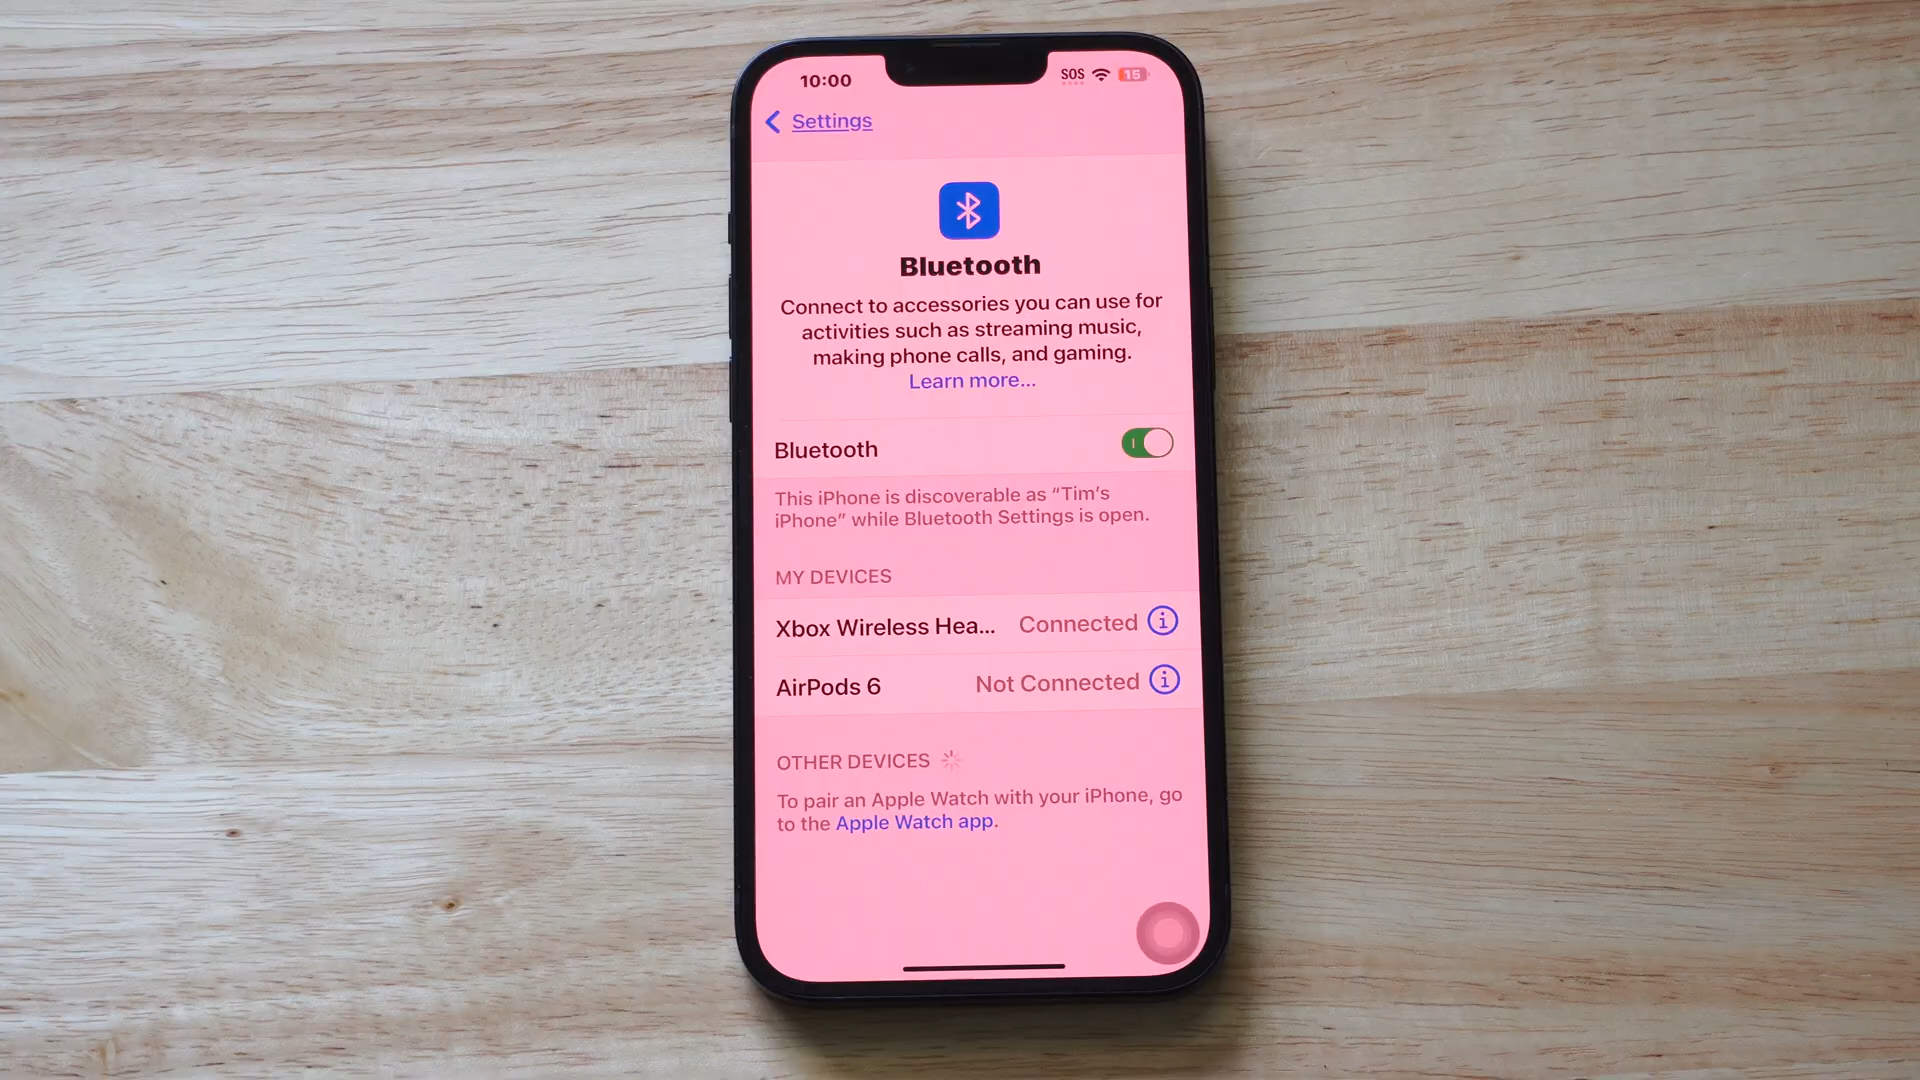 10:00
SOS
15
Settings
Bluetooth
Connect to accessories you can use for
activities such as streaming music,
making phone calls, and gaming.
Learn more...
Bluetooth
This iPhone is discoverable as “Tim’s
iPhone” while Bluetooth Settings is open.
MY DEVICES
Xbox Wireless Hea... Connected
AirPods 6 Not Connected
OTHER DEVICES
To pair an Apple Watch with your iPhone, go
to the Apple Watch app.